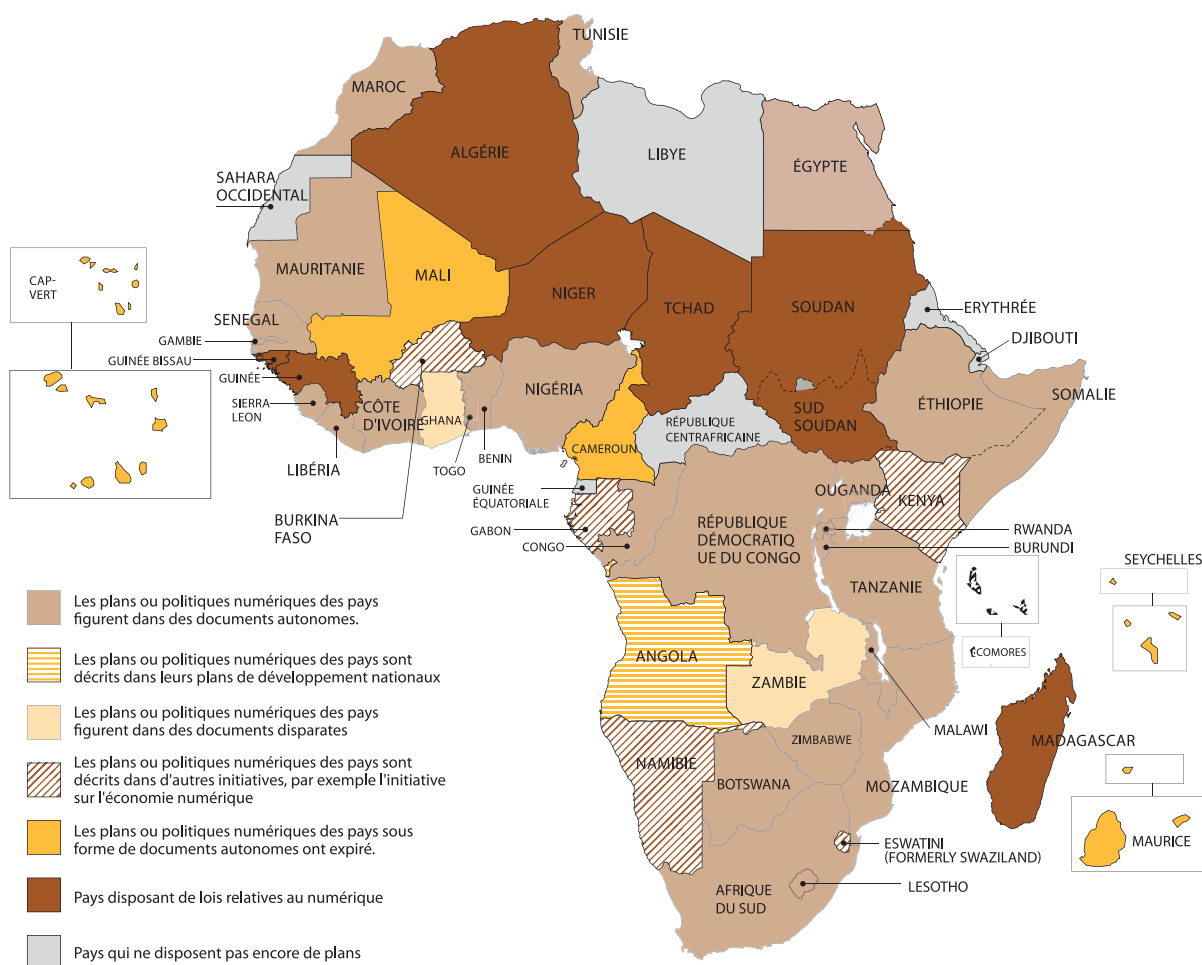 TUNISIE
MAROC
ALGÉRIE
LIBYE
ÉGYPTE
SAHARA
OCCIDENTAL
MAURITANIE
MALI
NIGER
TCHAD
SOUDAN
ERYTHRÉE
CAP-
VERT
SENEGAL
GAMBIE
GUINÉE BISSAU
GUINÉE
SIERRA
LEON
LIBÉRIA
CÔTE
D'IVOIRE
GHANA
TOGO
BENIN
NIGÉRIA
BURKINA
FASO
CAMEROUN
RÉPUBLIQUE
CENTRAFRICAINE
SUD
SOUDAN
DJIBOUTI
ÉTHIOPIE
SOMALIE
GUINÉE
ÉQUATORIALE
GABON
CONGO
RÉPUBLIQUE
DÉMOCRATIQ
UE DU CONGO
OUGANDA
KENYA
RWANDA
BURUNDI
TANZANIE
SEYCHELLES
COMORES
ANGOLA
ZAMBIE
MALAWI
MADAGASCAR
NAMIBIE
ZIMBABWE
BOTSWANA
MOZAMBIQUE
MAURICE
ESWATINI
(FORMERLY SWAZILAND)
LESOTHO
AFRIQUE
DU SUD
Les plans ou politiques numériques des pays
figurent dans des documents autonomes.
Les plans ou politiques numériques des pays sont
décrits dans leurs plans de développement nationaux
Les plans ou politiques numériques des pays
figurent dans des documents disparates
Les plans ou politiques numériques des pays sont
décrits dans d'autres initiatives, par exemple l'initiative
sur l'économie numérique
Les plans ou politiques numériques des pays sous
forme de documents autonomes ont expiré.
Pays disposant de lois relatives au numérique
Pays qui ne disposent pas encore de plans